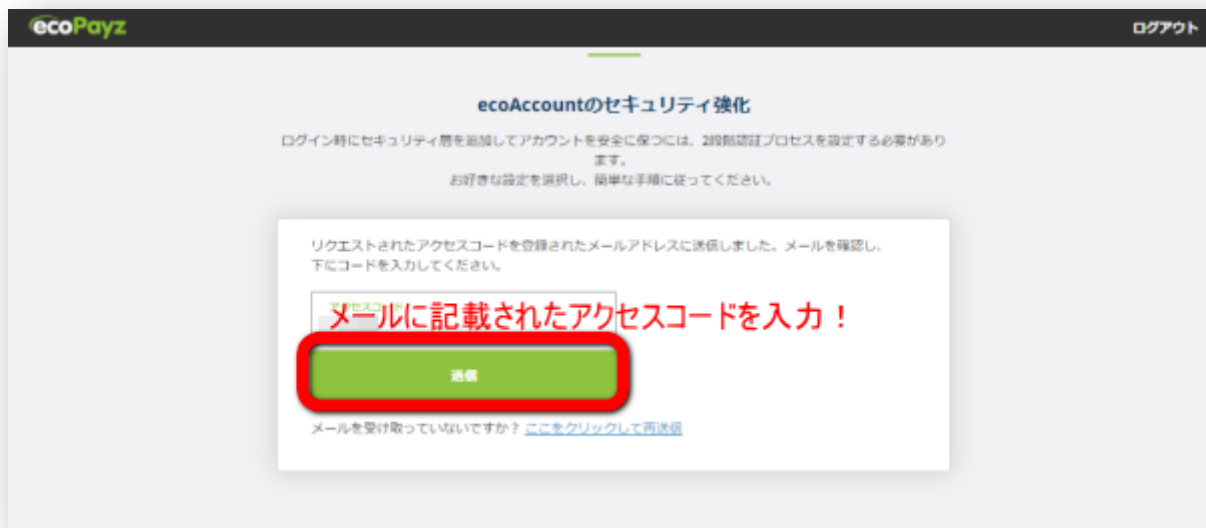 ecoPayz
ログアウト
ecoAccountのセキュリティ強化
ログイン時にセキュリティ層を追加してアカウントを安全に保つには、2段階認証プロセスを設定する必要があり
ます。
お好きな設定を選択し、簡単な手順に従ってください。
リクエストされたアクセスコードを登録されたメールアドレスに送信しました。メールを確認し、
下にコードを入力してください。
アクセスコード
メールに記載されたアクセスコードを入力！
送信
メールを受け取っていないですか？ ここをクリックして再送信